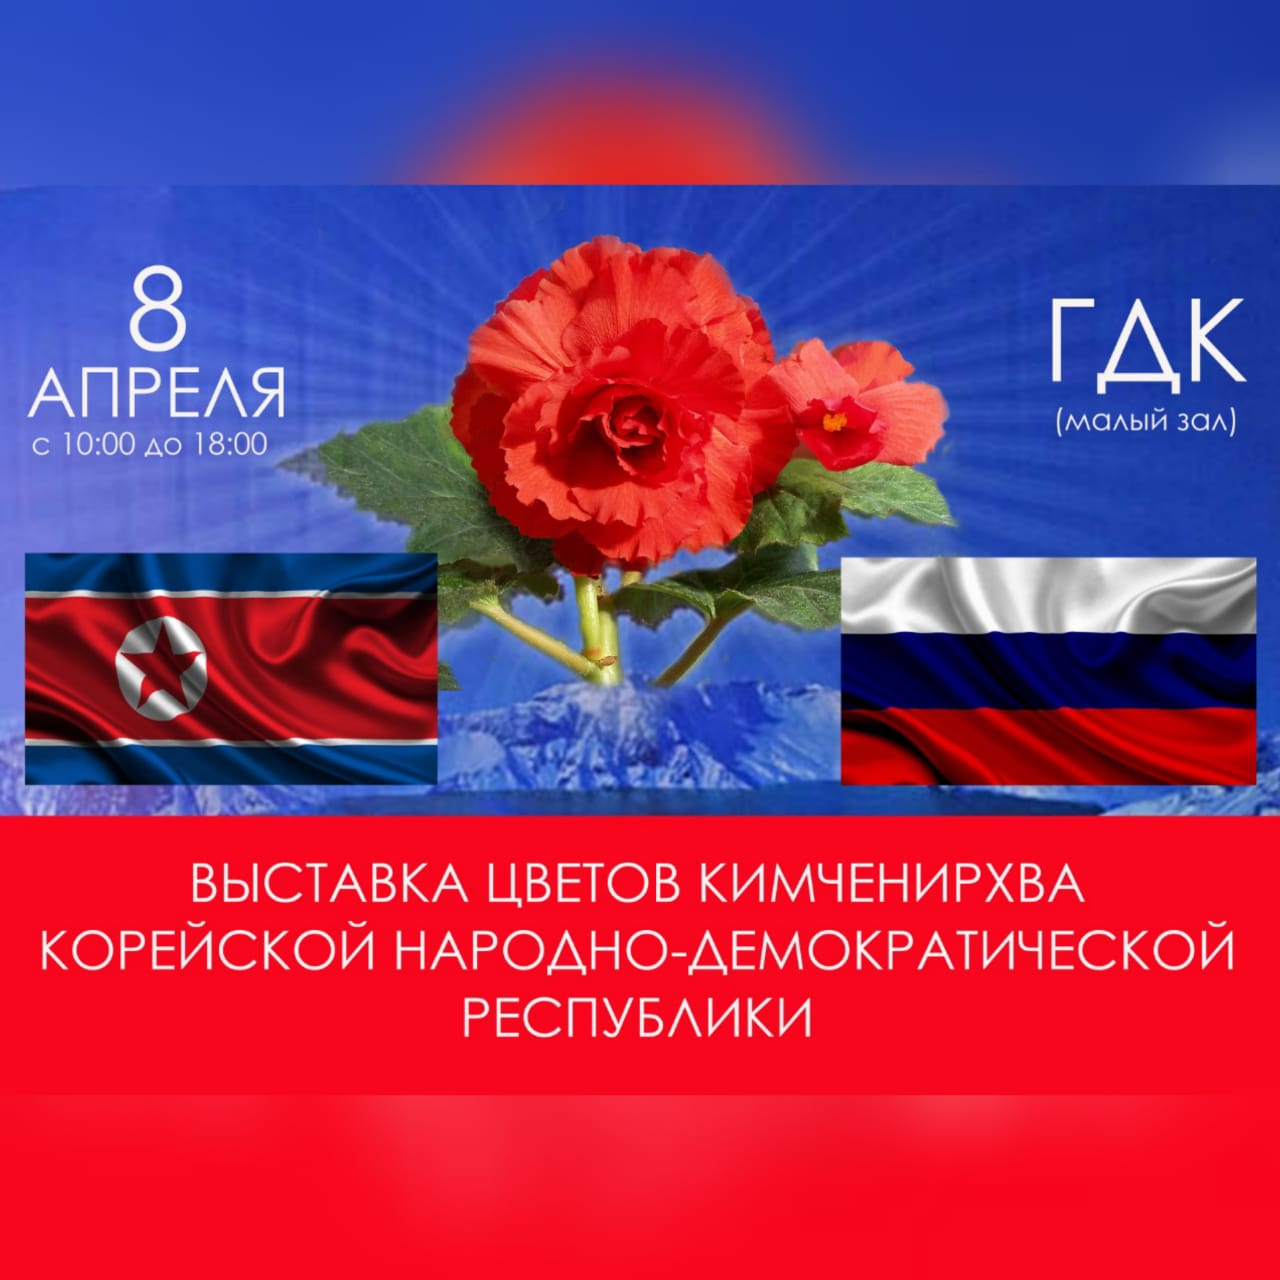 8
АПРЕЛЯ
с 10:00 до 18:00
ГДК
(малый зал)
ВЫСТАВКА ЦВЕТОВ КИМЧЕНИРХВА
КОРЕЙСКОЙ НАРОДНО-ДЕМОКРАТИЧЕСКОЙ
РЕСПУБЛИКИ